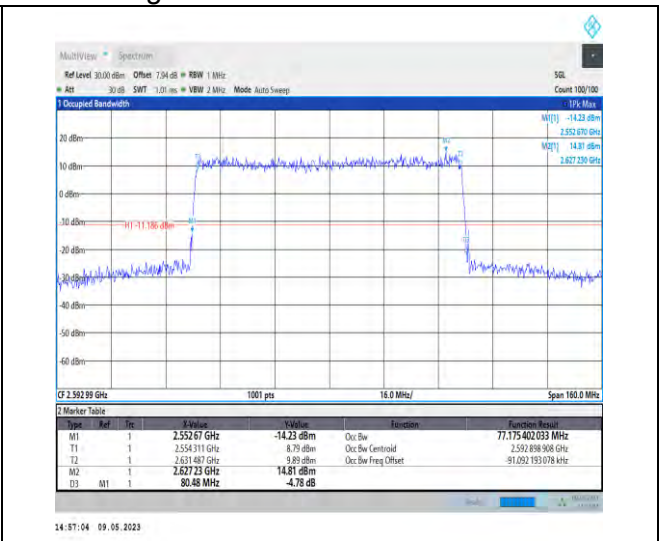 MultiView Spectrum
Ref Level 30.00 dBm Offset 7.94 dB RBW 1 MHz SGL
Att 30 dB SWT 1.01 ms VBW 2 MHz Mode Auto Sweep Count 100/100
1 Occupied Bandwidth 1Pk Max
M1[1] -14.23 dBm
2.552 670 GHz
M2[1] 14.81 dBm
2.627 230 GHz
20 dBm
10 dBm
0 dBm
-10 dBm
H1 -11.186 dBm
-20 dBm
-30 dBm
-40 dBm
-50 dBm
-60 dBm
CF 2.592 99 GHz 1001 pts 16.0 MHz/ Span 160.0 MHz
2 Marker Table
Type Ref Trc X-Value Y-Value Function Function Result
M1 1 2.552 67 GHz -14.23 dBm Occ Bw 77.175 402 033 MHz
T1 1 2.554 311 GHz 8.79 dBm Occ Bw Centroid 2.592 898 908 GHz
T2 1 2.631 487 GHz 9.89 dBm Occ Bw Freq Offset -91.092 193 078 kHz
M2 1 2.627 23 GHz 14.81 dBm
D3 M1 1 80.48 MHz -4.78 dB
14:57:04 09.05.2023